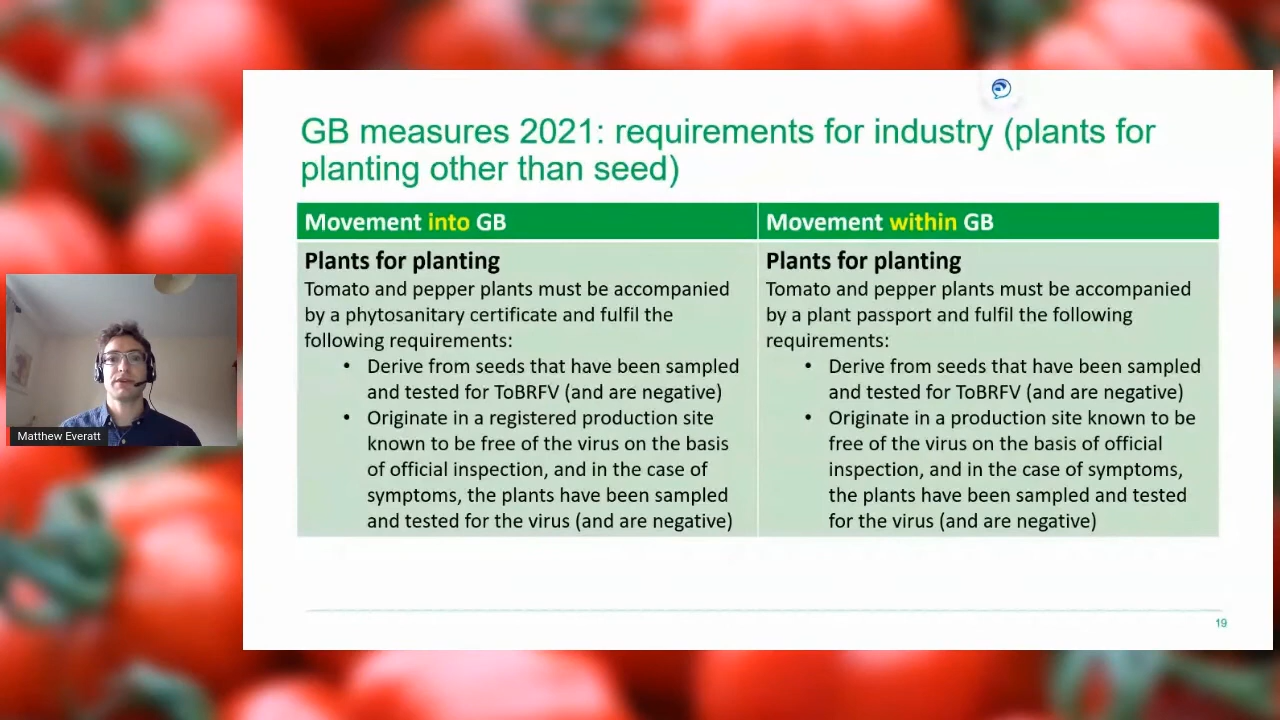 GB measures 2021: requirements for industry (plants for
planting other than seed)
Movement into GB
Plants for planting
Tomato and pepper plants must be accompanied
by a phytosanitary certificate and fulfil the
following requirements:
• Derive from seeds that have been sampled
and tested for ToBRFV (and are negative)
• Originate in a registered production site
known to be free of the virus on the basis
of official inspection, and in the case of
symptoms, the plants have been sampled
and tested for the virus (and are negative)
Movement within GB
Plants for planting
Tomato and pepper plants must be accompanied
by a plant passport and fulfil the following
requirements:
• Derive from seeds that have been sampled
and tested for ToBRFV (and are negative)
• Originate in a production site known to be
free of the virus on the basis of official
inspection, and in the case of symptoms,
the plants have been sampled and tested
for the virus (and are negative)
Matthew Everatt
19